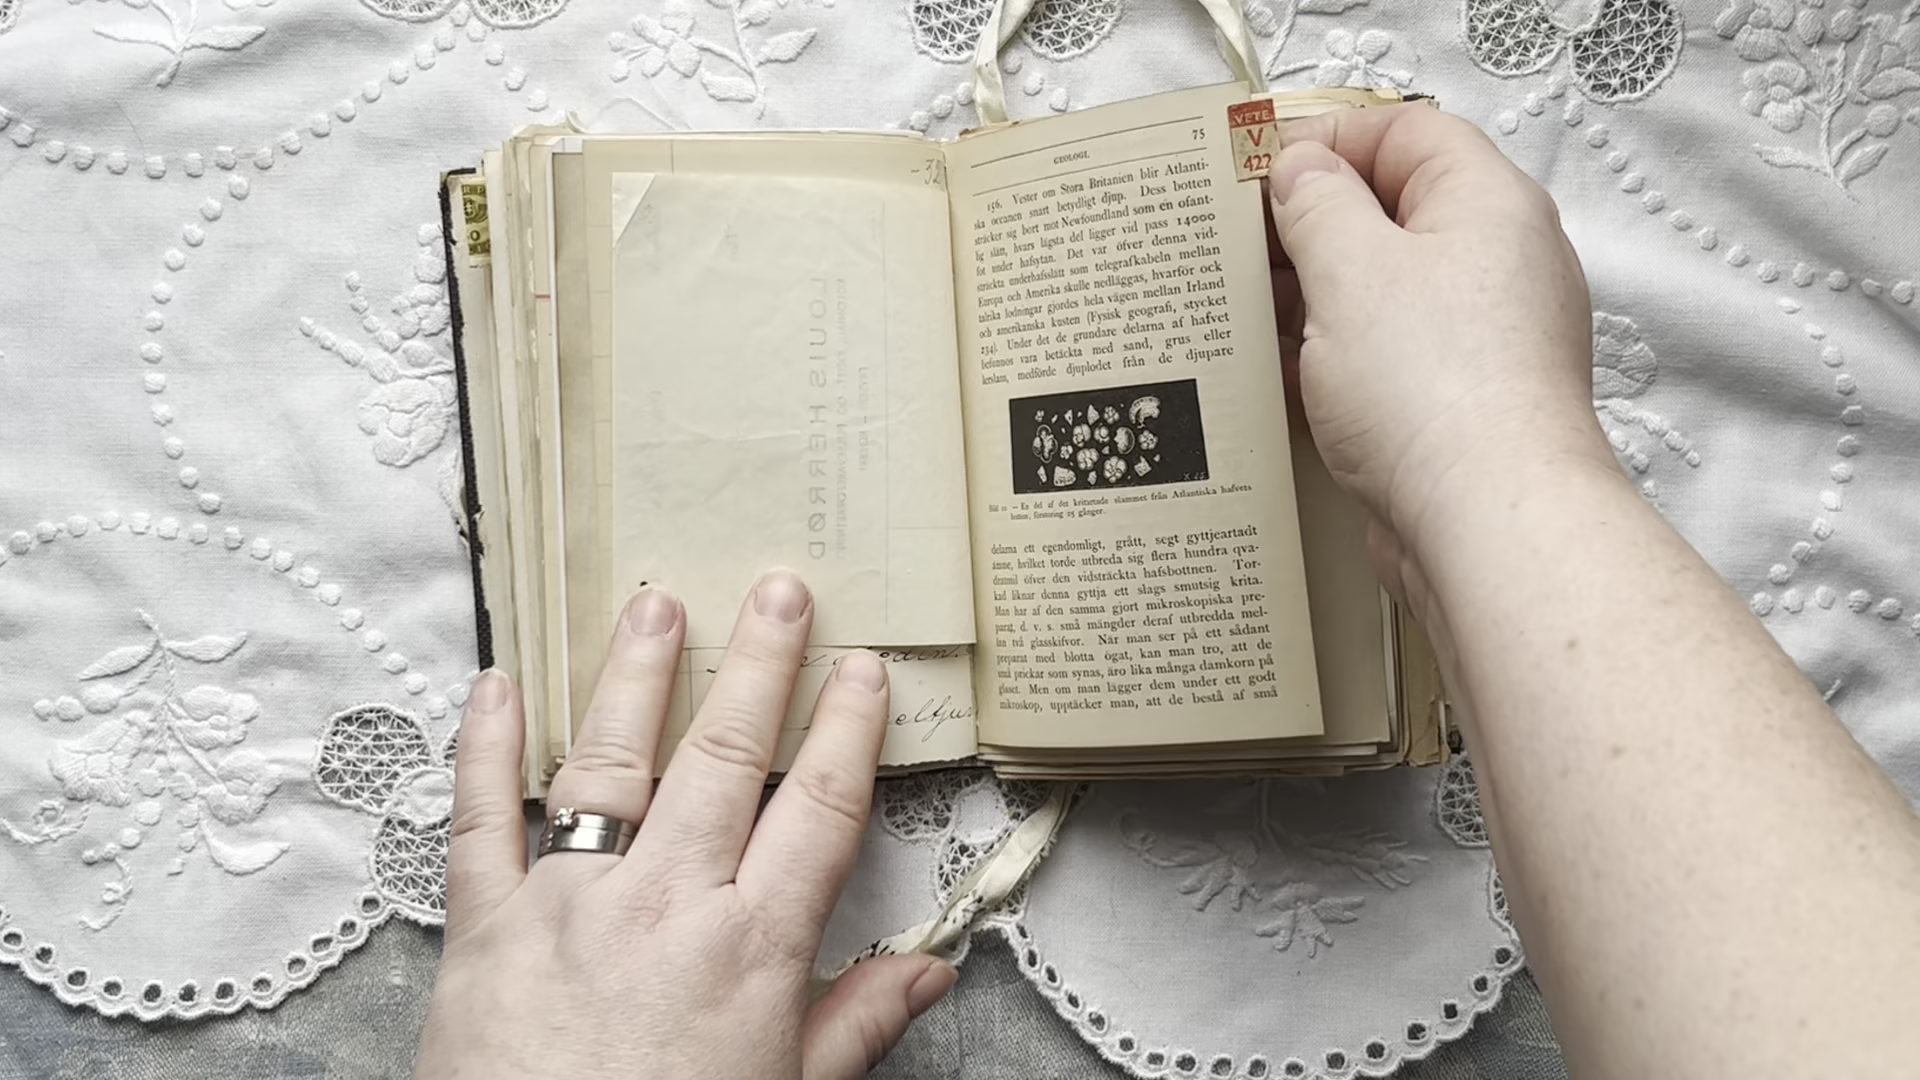 - 32
LOUIS HERRØD
eltjur
75
GEOLOGI.
156. Vester om Stora Britanien blir Atlanti-
ska oceanen snart betydligt djup. Dess botten
sträcker sig bort mot Newfoundland som en ofant-
lig slätt, hvars lägsta del ligger vid pass 14000
fot under hafsytan. Det var öfver denna vid-
sträckta underhafsslätt som telegrafkabeln mellan
Europa och Amerika skulle nedläggas, hvarför ock
talrika lodningar gjordes hela vägen mellan Irland
och amerikanska kusten (Fysisk geografi, stycket
234). Under det de grundare delarna af hafvet
befunnos vara betäckta med sand, grus eller
lerslam, medförde djuplodet från de djupare
× 25
Bild 11 — En del af det kritartade slammet från Atlantiska hafvets
botten, förstoring 25 gånger.
delarna ett egendomligt, grått, segt gyttjeartadt
ämne, hvilket torde utbreda sig flera hundra qva-
dratmil öfver den vidsträckta hafsbottnen. Tor-
kad liknar denna gyttja ett slags smutsig krita.
Man har af den samma gjort mikroskopiska pre-
parat, d. v. s. små mängder deraf utbredda mel-
lan två glasskifvor. När man ser på ett sådant
preparat med blotta ögat, kan man tro, att de
små prickar som synas, äro lika många damkorn på
glaset. Men om man lägger dem under ett godt
mikroskop, upptäcker man, att de bestå af små
VETE
V
422